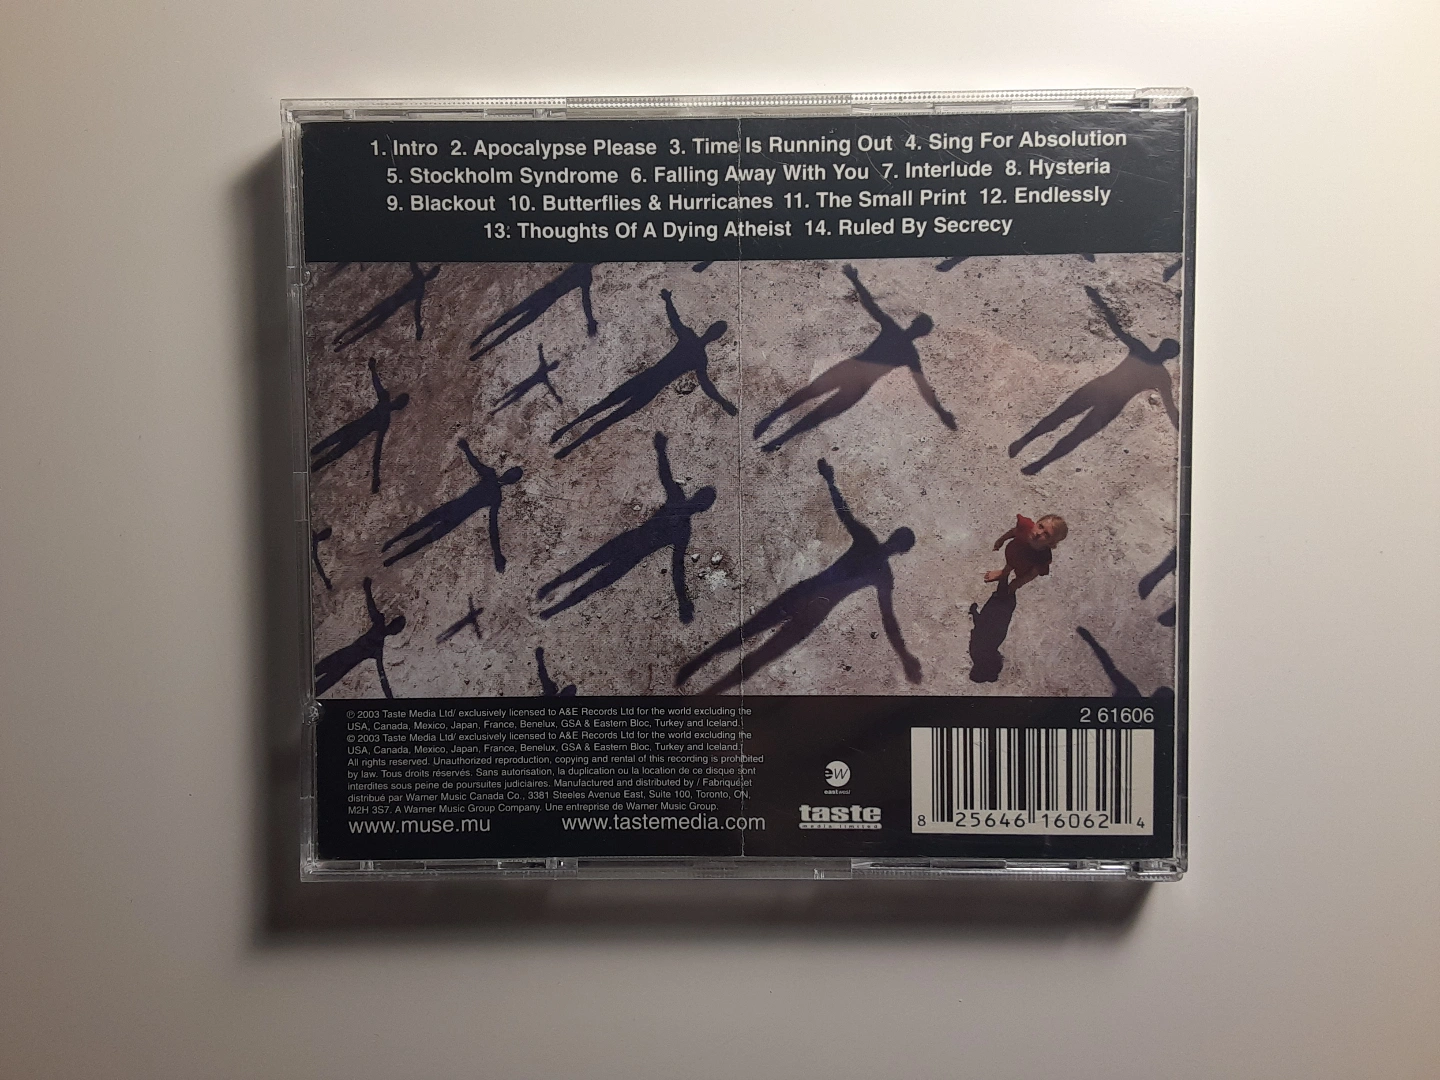 1. Intro 2. Apocalypse Please 3. Time Is Running Out 4. Sing For Absolution
5. Stockholm Syndrome 6. Falling Away With You 7. Interlude 8. Hysteria
9. Blackout 10. Butterflies & Hurricanes 11. The Small Print 12. Endlessly
13. Thoughts Of A Dying Atheist 14. Ruled By Secrecy
℗ 2003 Taste Media Ltd/ exclusively licensed to A&E Records Ltd for the world excluding the
USA, Canada, Mexico, Japan, France, Benelux, GSA & Eastern Bloc, Turkey and Iceland.
© 2003 Taste Media Ltd/ exclusively licensed to A&E Records Ltd for the world excluding the
USA, Canada, Mexico, Japan, France, Benelux, GSA & Eastern Bloc, Turkey and Iceland.
All rights reserved. Unauthorized reproduction, copying and rental of this recording is prohibited
by law. Tous droits réservés. Sans autorisation, la duplication ou la location de ce disque sont
interdites sous peine de poursuites judiciaires. Manufactured and distributed by / Fabriqué et
distribué par Warner Music Canada Co., 3381 Steeles Avenue East, Suite 100, Toronto, ON,
M2H 3S7. A Warner Music Group Company. Une entreprise de Warner Music Group.
www.muse.mu www.tastemedia.com
ew
eastwest
taste
media limited
2 61606
8 25646 16062 4